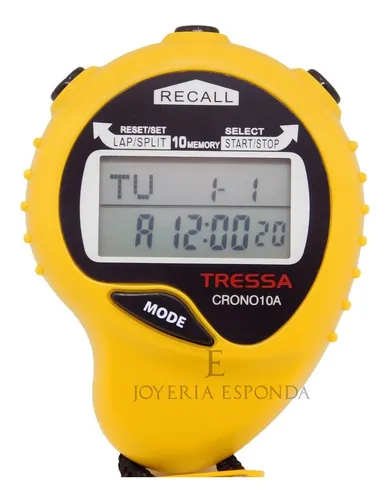 RECALL
RESET/SET SELECT
LAP/SPLIT 10 MEMORY START/STOP
TU 1-1
A 12:00 20
TRESSA
CRONO10A
MODE
E
JOYERIA ESPONDA